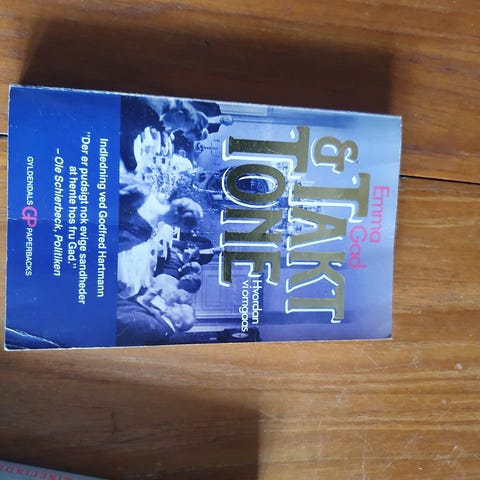 Emma
Gad
TAKT
&
TONE
Hvordan
vi omgaas
Indledning ved Godfred Hartmann
"Der er pudsigt nok evige sandheder
at hente hos fru Gad."
– Ole Schierbeck, Politiken
GYLDENDALS GP PAPERBACKS